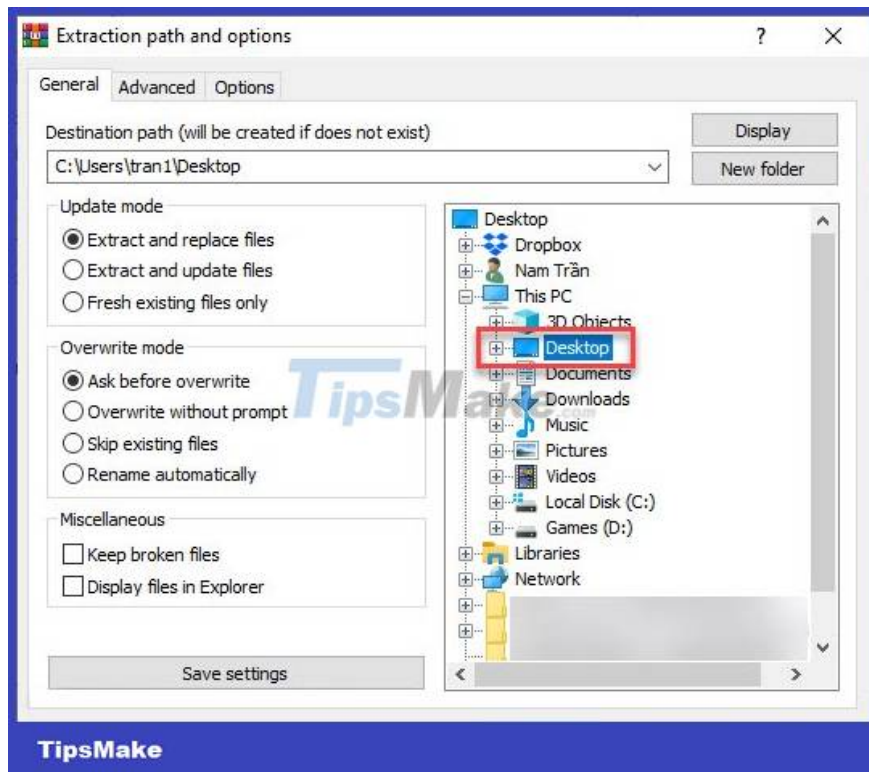 Extraction path and options
?
General Advanced Options
Destination path (will be created if does not exist)
Display
C:\Users\tran1\Desktop
New folder
Update mode
Extract and replace files
Extract and update files
Fresh existing files only
Overwrite mode
Ask before overwrite
Overwrite without prompt
Skip existing files
Rename automatically
Miscellaneous
Keep broken files
Display files in Explorer
Save settings
Desktop
Dropbox
Nam Trần
This PC
3D Objects
Desktop
Documents
Downloads
Music
Pictures
Videos
Local Disk (C:)
Games (D:)
Libraries
Network
TipsMake.com
TipsMake